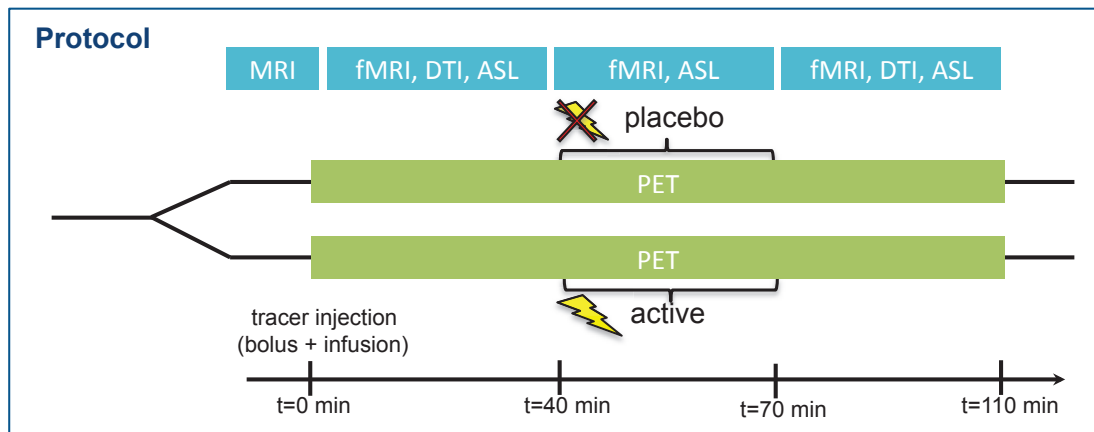 Protocol
MRI
fMRI, DTI, ASL
fMRI, ASL
fMRI, DTI, ASL
placebo
PET
PET
active
tracer injection
(bolus + infusion)
t=0 min
t=40 min
t=70 min
t=110 min